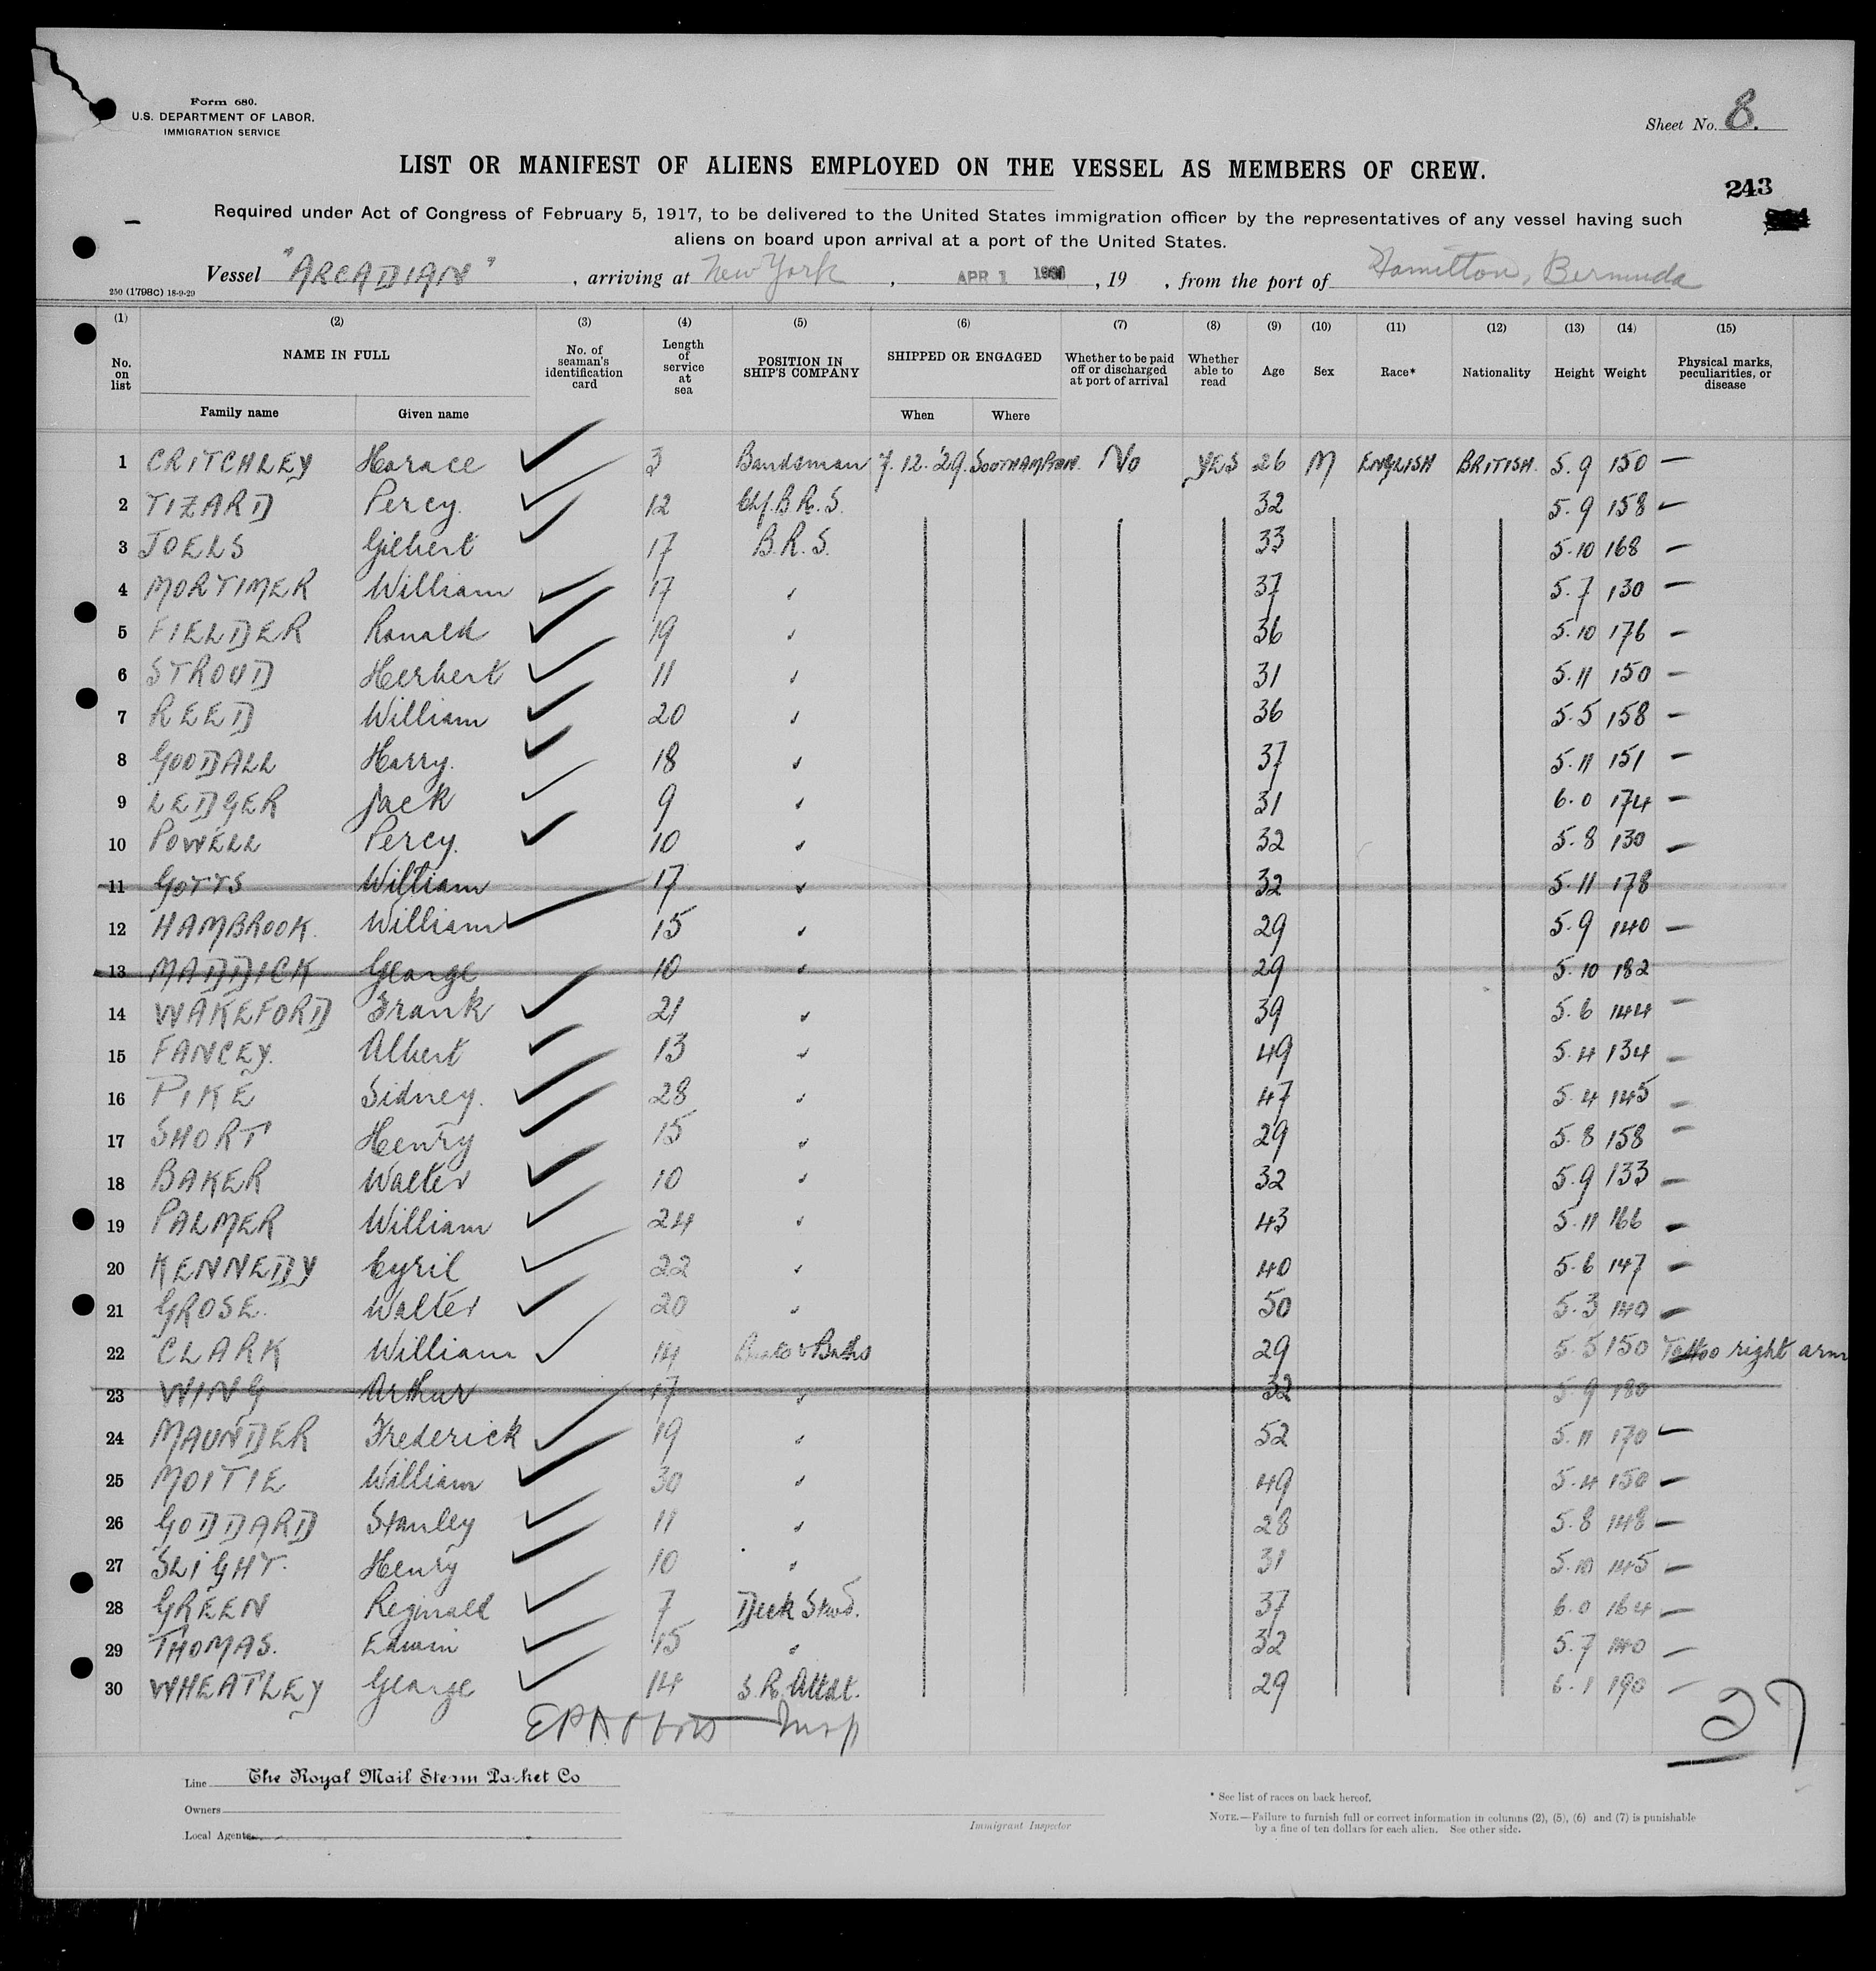 Form 680.
U.S. DEPARTMENT OF LABOR.
IMMIGRATION SERVICE
Sheet No. 8.
LIST OR MANIFEST OF ALIENS EMPLOYED ON THE VESSEL AS MEMBERS OF CREW.
243
Required under Act of Congress of February 5, 1917, to be delivered to the United States immigration officer by the representatives of any vessel having such
aliens on board upon arrival at a port of the United States.
Vessel "ARCADIAN", arriving at New York, APR 1, 19 , from the port of Hamilton, Bermuda
250 (1798C) 18-9-29
(1) (2) (3) (4) (5) (6) (7) (8) (9) (10) (11) (12) (13) (14) (15)
No. on list NAME IN FULL No. of seaman's identification card Length of service at sea POSITION IN SHIP'S COMPANY SHIPPED OR ENGAGED Whether to be paid off or discharged at port of arrival Whether able to read Age Sex Race* Nationality Height Weight Physical marks, peculiarities, or disease
Family name Given name When Where
1 CRITCHLEY Horace 3 Bandsman 7.12.'29. SOUTHAMPTON. No YES 26 M ENGLISH BRITISH. 5.9 150 —
2 TIZARD Percy. 12 Chf. B.R.S. 32 5.9 158 —
3 JOELS Gilbert 17 B.R.S. 33 5.10 168 —
4 MORTIMER William 17 " 37 5.7 130 —
5 FIELDER Ronald 19 " 36 5.10 176 —
6 STROUD Herbert 11 " 31 5.11 150 —
7 REED William 20 " 36 5.5 158 —
8 GOODALL Harry. 18 " 37 5.11 151 —
9 LEDGER Jack 9 " 31 6.0 174 —
10 POWELL Percy. 10 " 32 5.8 130 —
11 GOTTS William 17 " 32 5.11 178
12 HAMBROOK. William 15 " 29 5.9 140 —
13 MADDICK George 10 " 29 5.10 182
14 WAKEFORD Frank 21 " 39 5.6 144 —
15 FANCEY. Albert 13 " 49 5.4 134 —
16 PIKE Sidney. 28 " 47 5.4 145 —
17 SHORT Henry 15 " 29 5.8 158 —
18 BAKER Walter 10 " 32 5.9 133 —
19 PALMER William 24 " 43 5.11 166 —
20 KENNEDY Cyril 22 " 40 5.6 147 —
21 GROSE. Walter 20 " 50 5.3 140 —
22 CLARK William 14 29 5.5 150 Tattoo right arm
23 WING Arthur 17 " 32 5.9 180
24 MAUNDER Frederick 19 " 52 5.11 170 —
25 MOITIE William 30 " 49 5.4 150 —
26 GODDARD Stanley 11 " 28 5.8 148 —
27 SLIGHT. Henry 10 " 31 5.10 145 —
28 GREEN Reginald 7 Deck Stwd. 37 6.0 164 —
29 THOMAS. Edwin 15 " 32 5.7 140 —
30 WHEATLEY George 14 S.R. Attdt. 29 6.1 190 —
Insp
27
Line The Royal Mail Steam Packet Co
Owners
Local Agents
Immigrant Inspector
* See list of races on back hereof.
NOTE.—Failure to furnish full or correct information in columns (2), (5), (6) and (7) is punishable
by a fine of ten dollars for each alien. See other side.